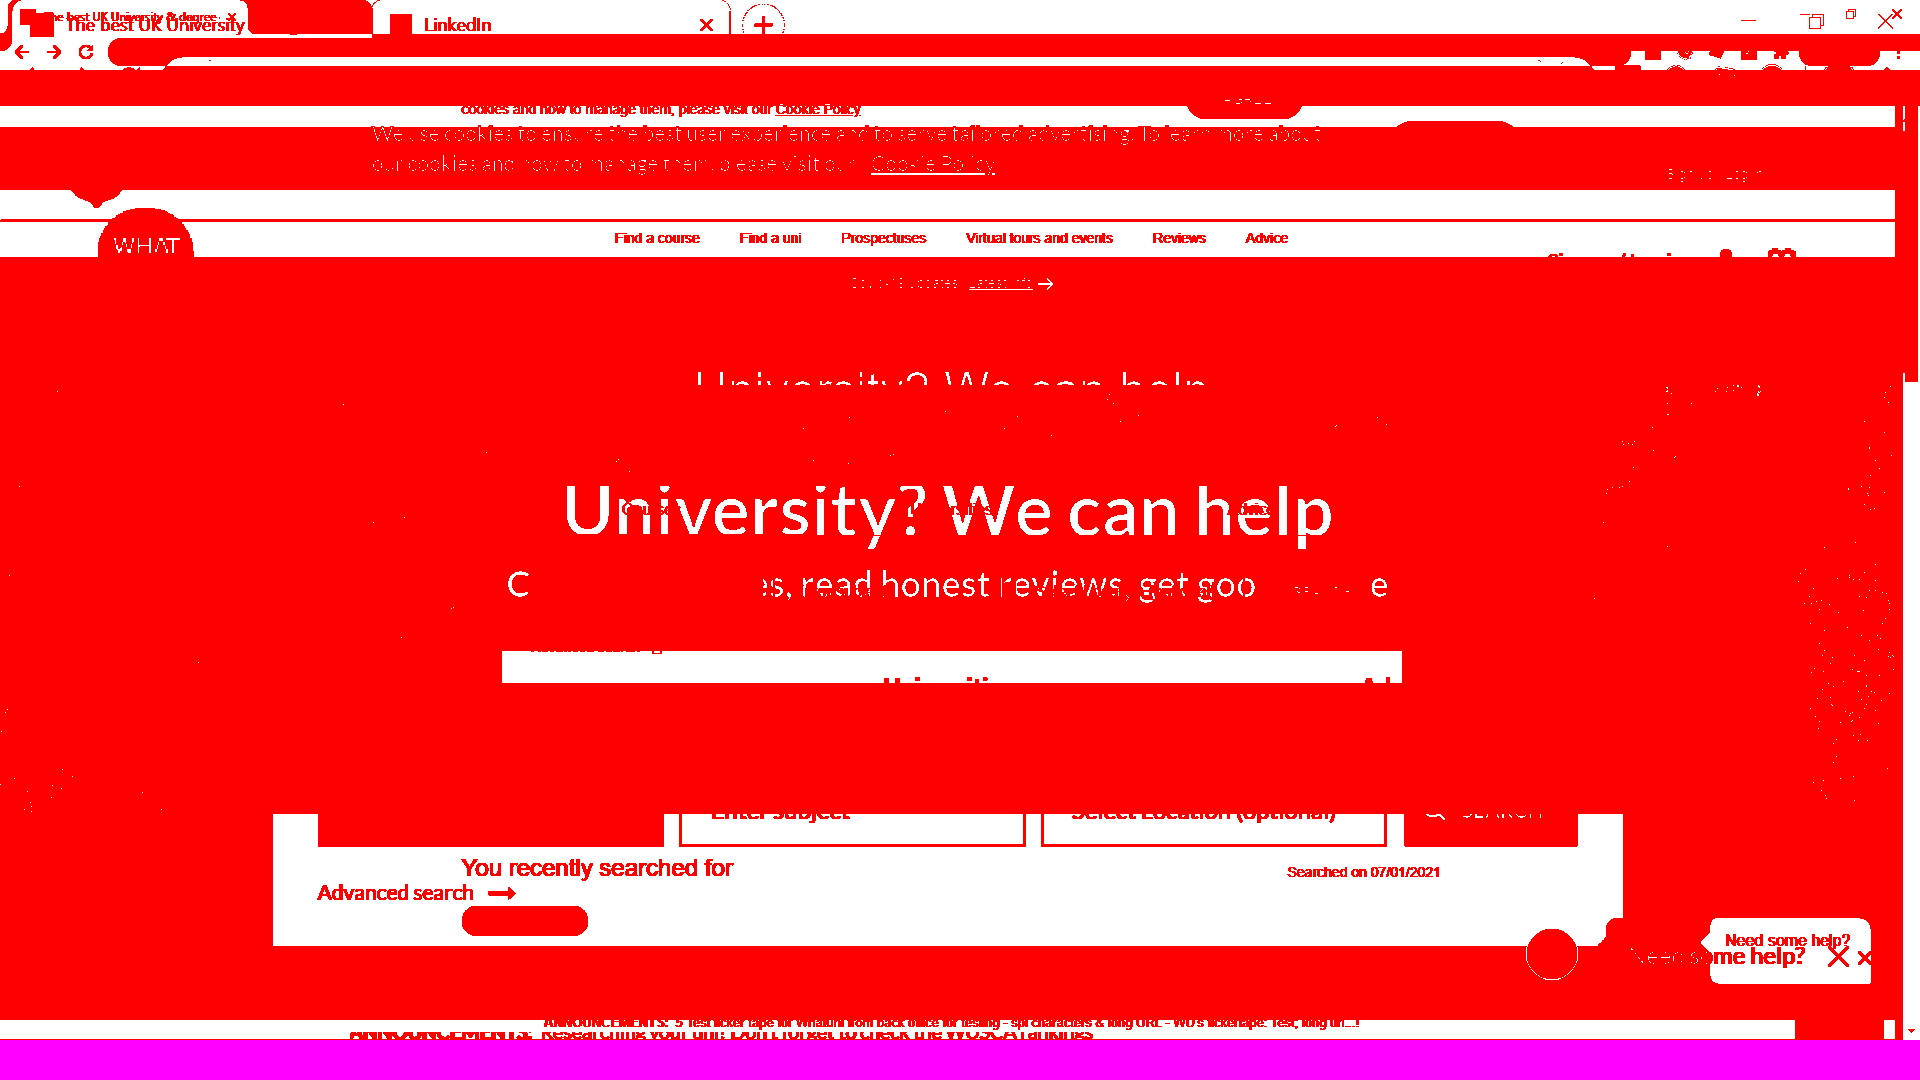 The best UK University & degree
The best UK University
LinkedIn
cookies and how to manage them, please visit our Cookie Policy
We use cookies to ensure the best user experience and to serve tailored advertising. To learn more about
our cookies and how to manage them please visit our Cookie Policy
WHAT
Find a course
Find a uni
Prospectuses
Virtual tours and events
Reviews
Advice
Latest info
University? We can help
University? We can help
es, read honest reviews, get goo
Enter subject
Select Location (optional)
SEARCH
You recently searched for
Searched on 07/01/2021
Advanced search
Need some help?
Need some help?
ANNOUNCEMENTS: 5 Test ticker tape for Whatuni from back office for testing - spl characters & long URL - WU's tickertape. Test, long url...!
ANNOUNCEMENTS: Researching your uni? Don't forget to check the WUSCA rankings